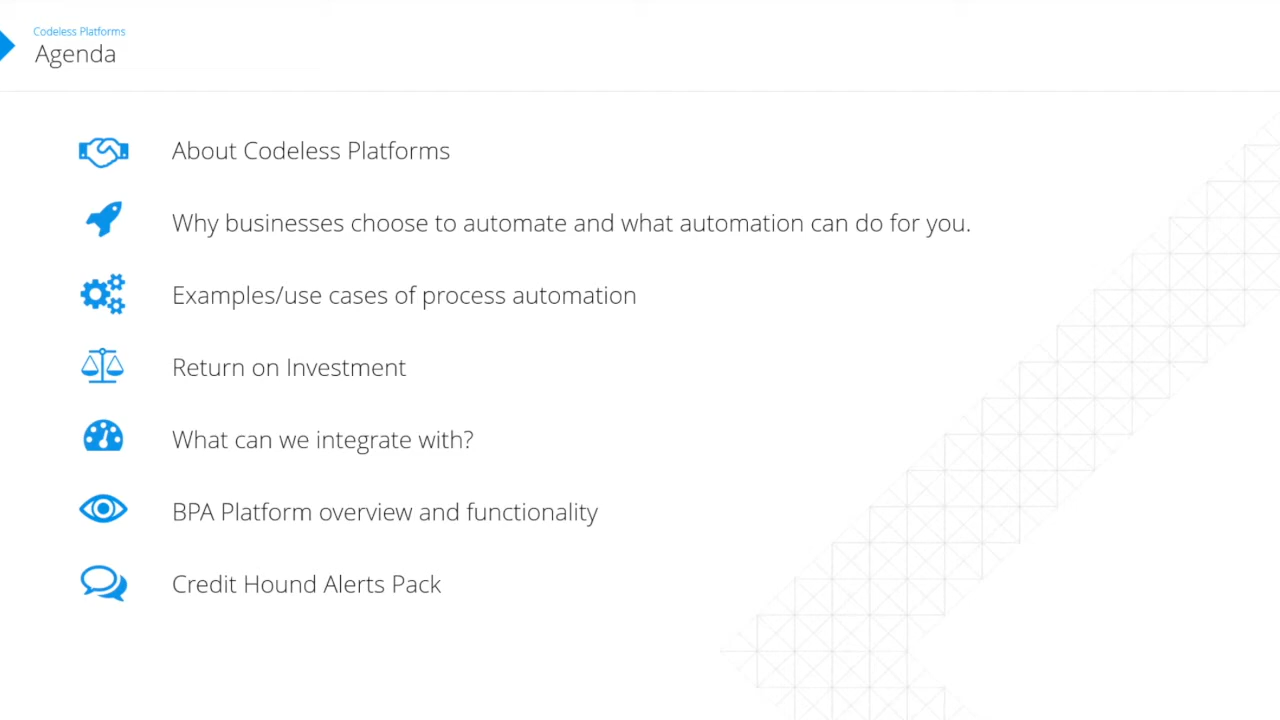 Codeless Platforms
Agenda
About Codeless Platforms
Why businesses choose to automate and what automation can do for you.
Examples/use cases of process automation
Return on Investment
What can we integrate with?
BPA Platform overview and functionality
Credit Hound Alerts Pack